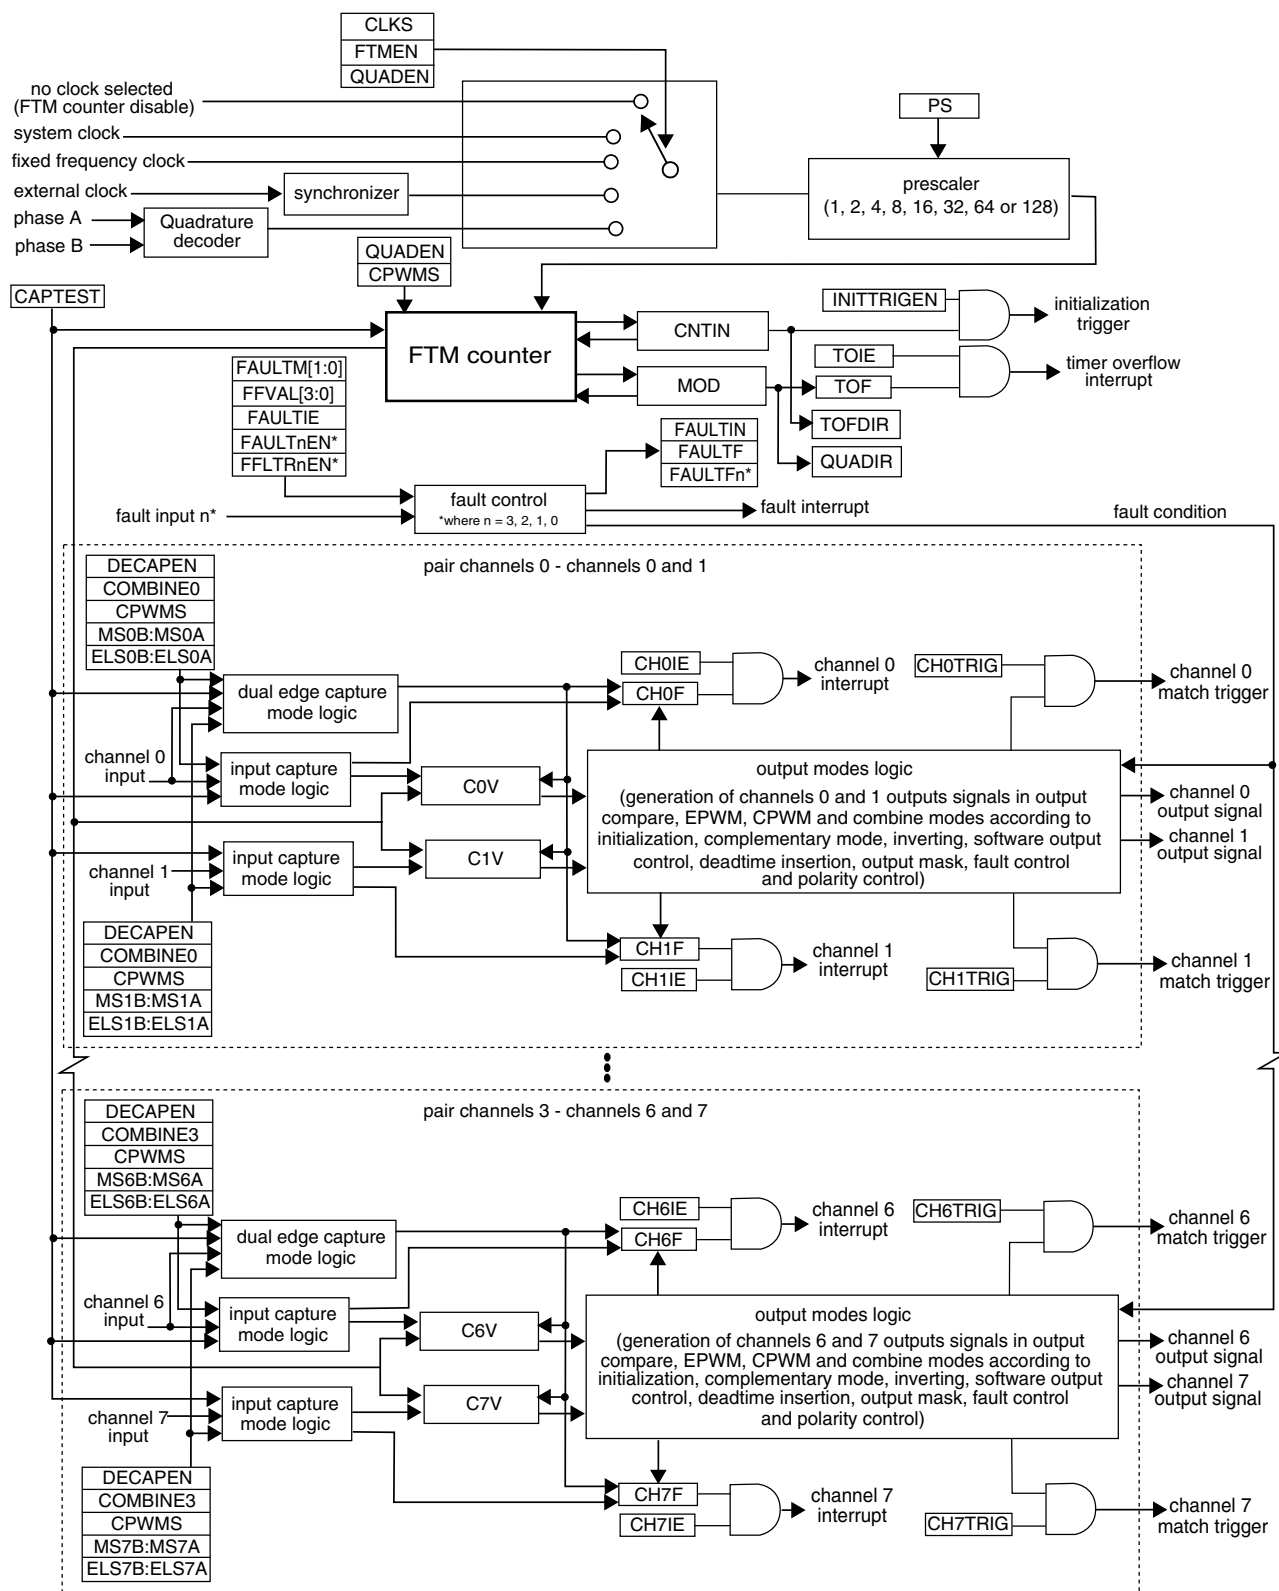 CLKS
FTMEN
QUADEN
no clock selected
(FTM counter disable)
system clock
fixed frequency clock
external clock
synchronizer
phase A
phase B
Quadrature
decoder
PS
prescaler
(1, 2, 4, 8, 16, 32, 64 or 128)
QUADEN
CPWMS
CAPTEST
FTM counter
CNTIN
MOD
INITTRIGEN
initialization
trigger
TOIE
TOF
timer overflow
interrupt
TOFDIR
QUADIR
FAULTM[1:0]
FFVAL[3:0]
FAULTIE
FAULTnEN*
FFLTRnEN*
FAULTIN
FAULTF
FAULTFn*
fault input n*
fault control
*where n = 3, 2, 1, 0
fault interrupt
fault condition
pair channels 0 - channels 0 and 1
DECAPEN
COMBINE0
CPWMS
MS0B:MS0A
ELS0B:ELS0A
dual edge capture
mode logic
channel 0
input
input capture
mode logic
channel 1
input
input capture
mode logic
C0V
C1V
CH0IE
CH0F
channel 0
interrupt
CH0TRIG
channel 0
match trigger
output modes logic
(generation of channels 0 and 1 outputs signals in output
compare, EPWM, CPWM and combine modes according to
initialization, complementary mode, inverting, software output
control, deadtime insertion, output mask, fault control
and polarity control)
channel 0
output signal
channel 1
output signal
CH1F
CH1IE
channel 1
interrupt
CH1TRIG
channel 1
match trigger
DECAPEN
COMBINE0
CPWMS
MS1B:MS1A
ELS1B:ELS1A
pair channels 3 - channels 6 and 7
DECAPEN
COMBINE3
CPWMS
MS6B:MS6A
ELS6B:ELS6A
dual edge capture
mode logic
channel 6
input
input capture
mode logic
channel 7
input
input capture
mode logic
C6V
C7V
CH6IE
CH6F
channel 6
interrupt
CH6TRIG
channel 6
match trigger
output modes logic
(generation of channels 6 and 7 outputs signals in output
compare, EPWM, CPWM and combine modes according to
initialization, complementary mode, inverting, software output
control, deadtime insertion, output mask, fault control
and polarity control)
channel 6
output signal
channel 7
output signal
CH7F
CH7IE
channel 7
interrupt
CH7TRIG
channel 7
match trigger
DECAPEN
COMBINE3
CPWMS
MS7B:MS7A
ELS7B:ELS7A